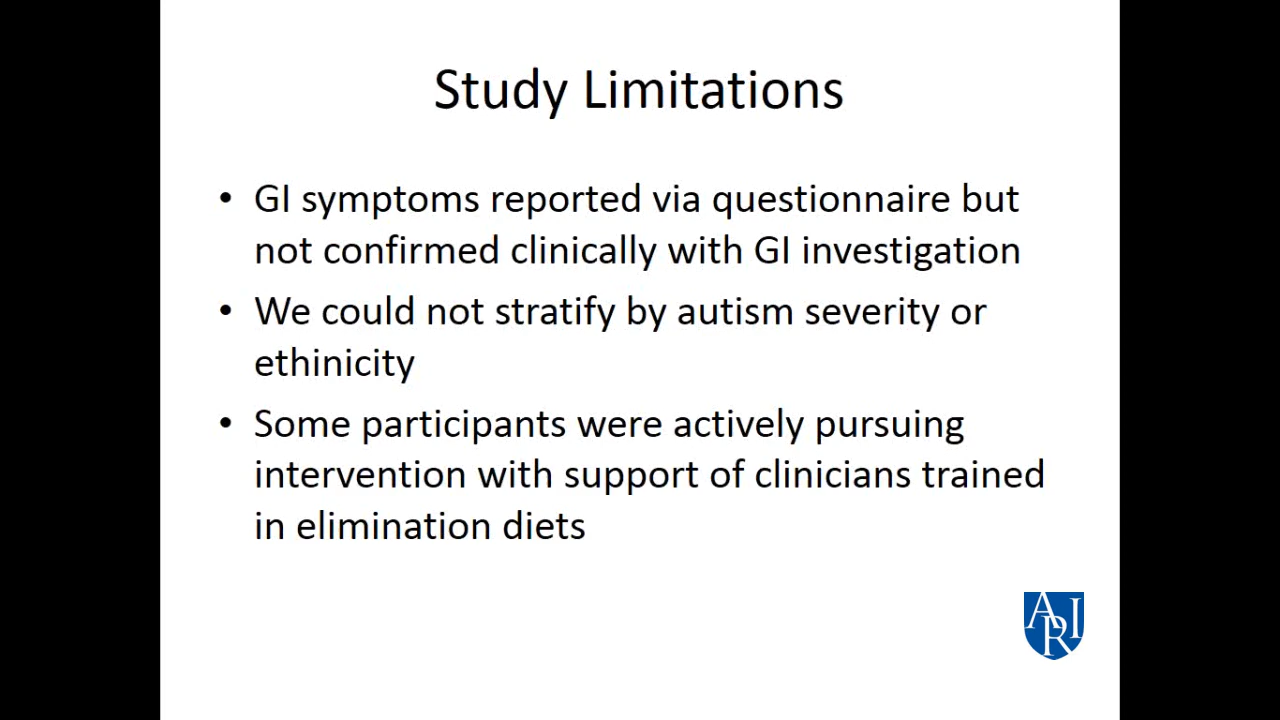 Study Limitations
• GI symptoms reported via questionnaire but
not confirmed clinically with GI investigation
• We could not stratify by autism severity or
ethinicity
• Some participants were actively pursuing
intervention with support of clinicians trained
in elimination diets
ARI